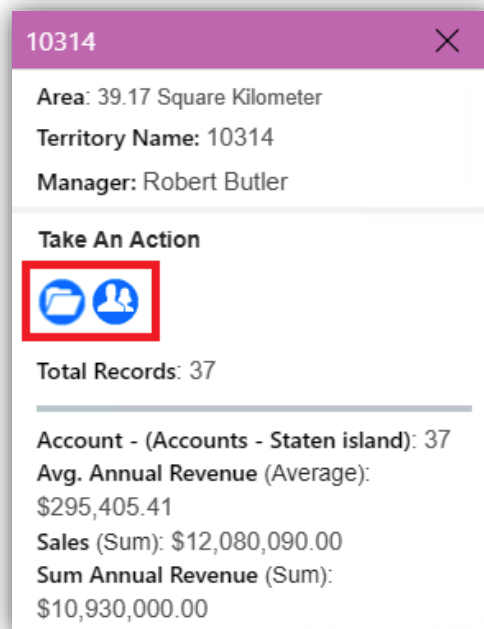 10314
Area: 39.17 Square Kilometer
Territory Name: 10314
Manager: Robert Butler
Take An Action
Total Records: 37
Account - (Accounts - Staten island): 37
Avg. Annual Revenue (Average):
$295,405.41
Sales (Sum): $12,080,090.00
Sum Annual Revenue (Sum):
$10,930,000.00